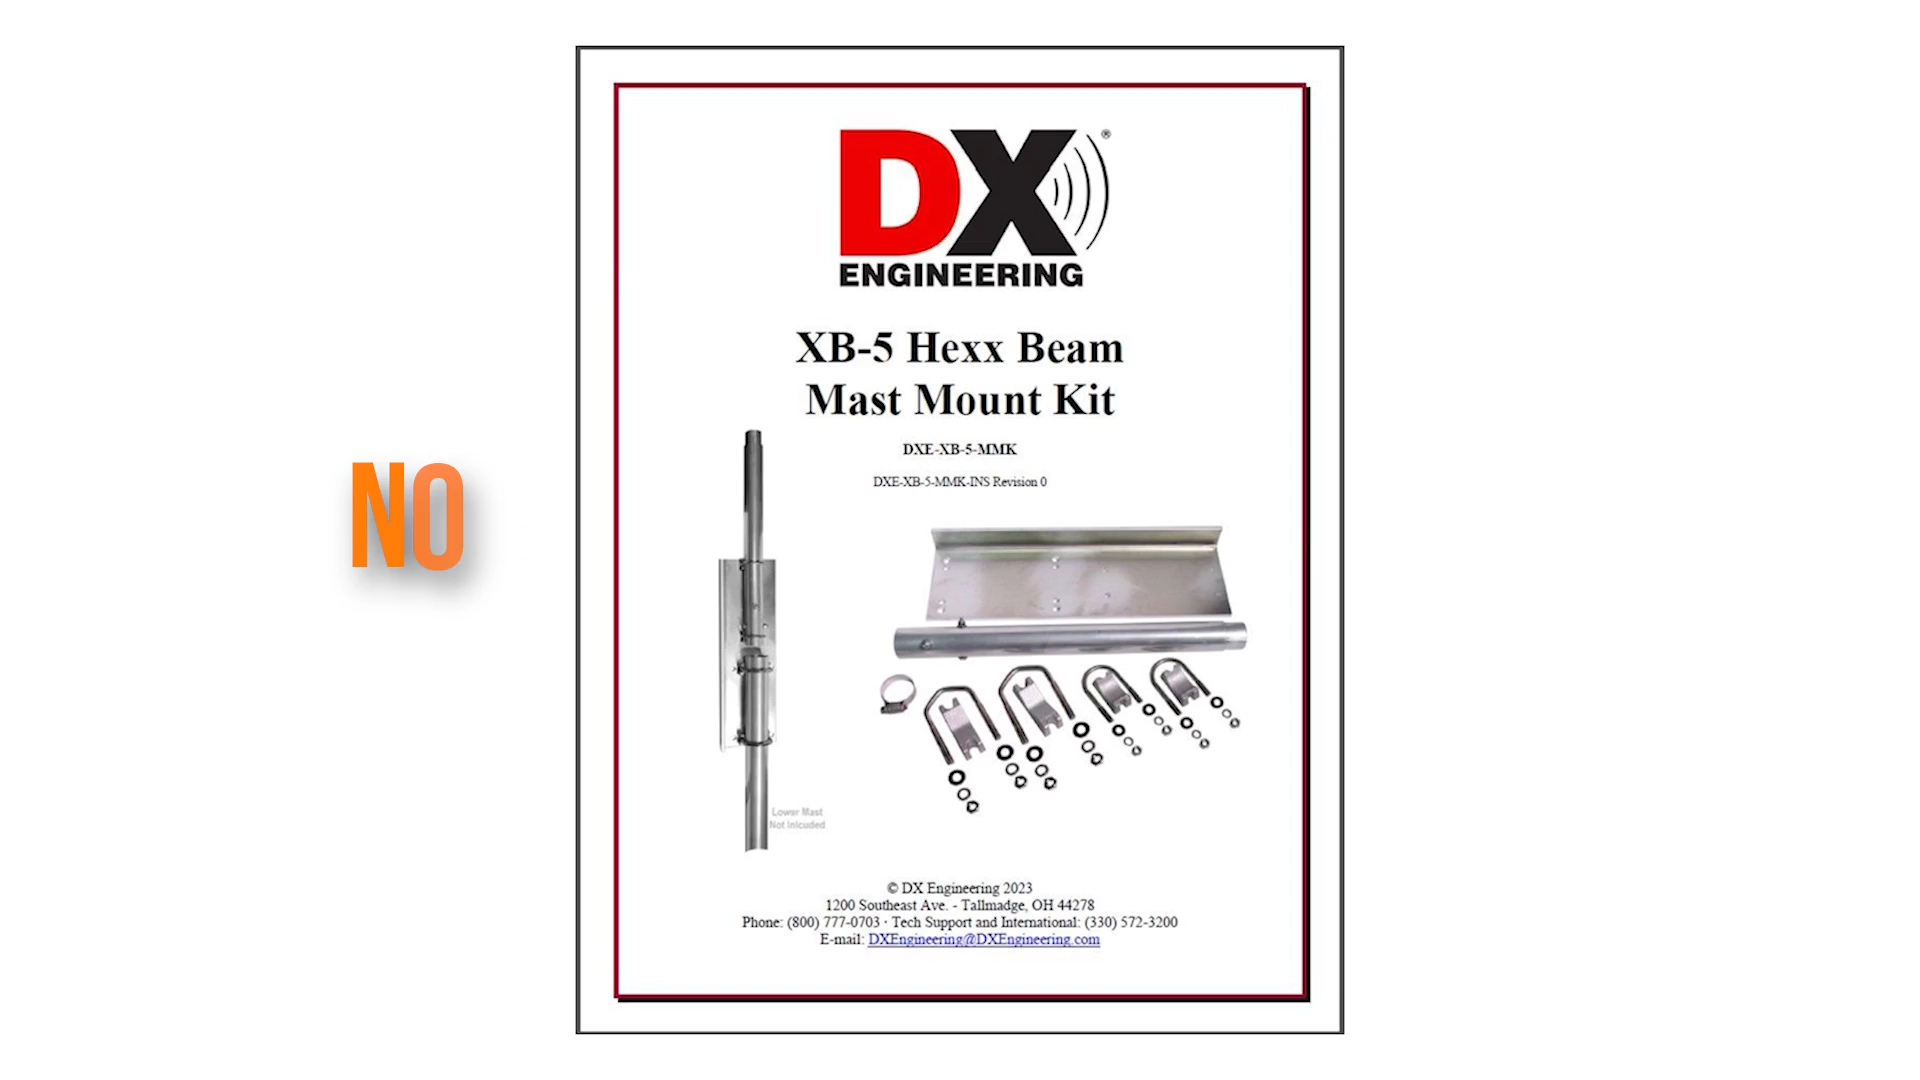 NO
DX
®
ENGINEERING
XB-5 Hexx Beam
Mast Mount Kit
DXE-XB-5-MMK
DXE-XB-5-MMK-INS Revision 0
Lower Mast
Not Inlcuded
© DX Engineering 2023
1200 Southeast Ave. - Tallmadge, OH 44278
Phone: (800) 777-0703 · Tech Support and International: (330) 572-3200
E-mail: DXEngineering@DXEngineering.com